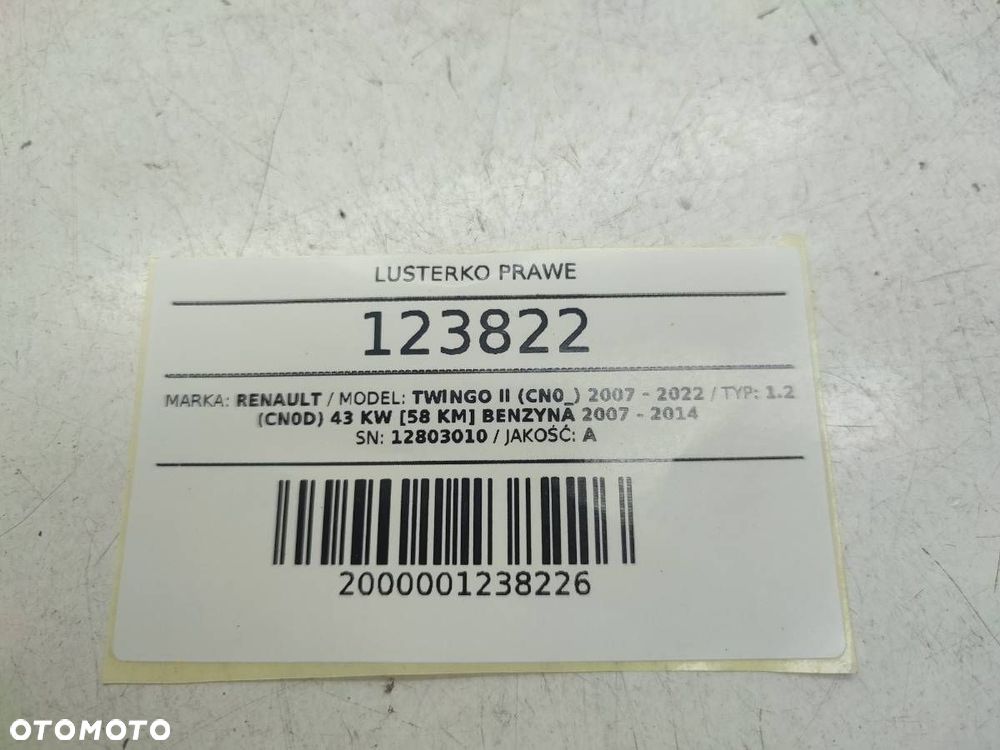 LUSTERKO PRAWE
123822
MARKA: RENAULT / MODEL: TWINGO II (CN0_) 2007 - 2022 / TYP: 1.2
(CN0D) 43 KW [58 KM] BENZYNA 2007 - 2014
SN: 12803010 / JAKOŚĆ: A
2000001238226
OTOMOTO